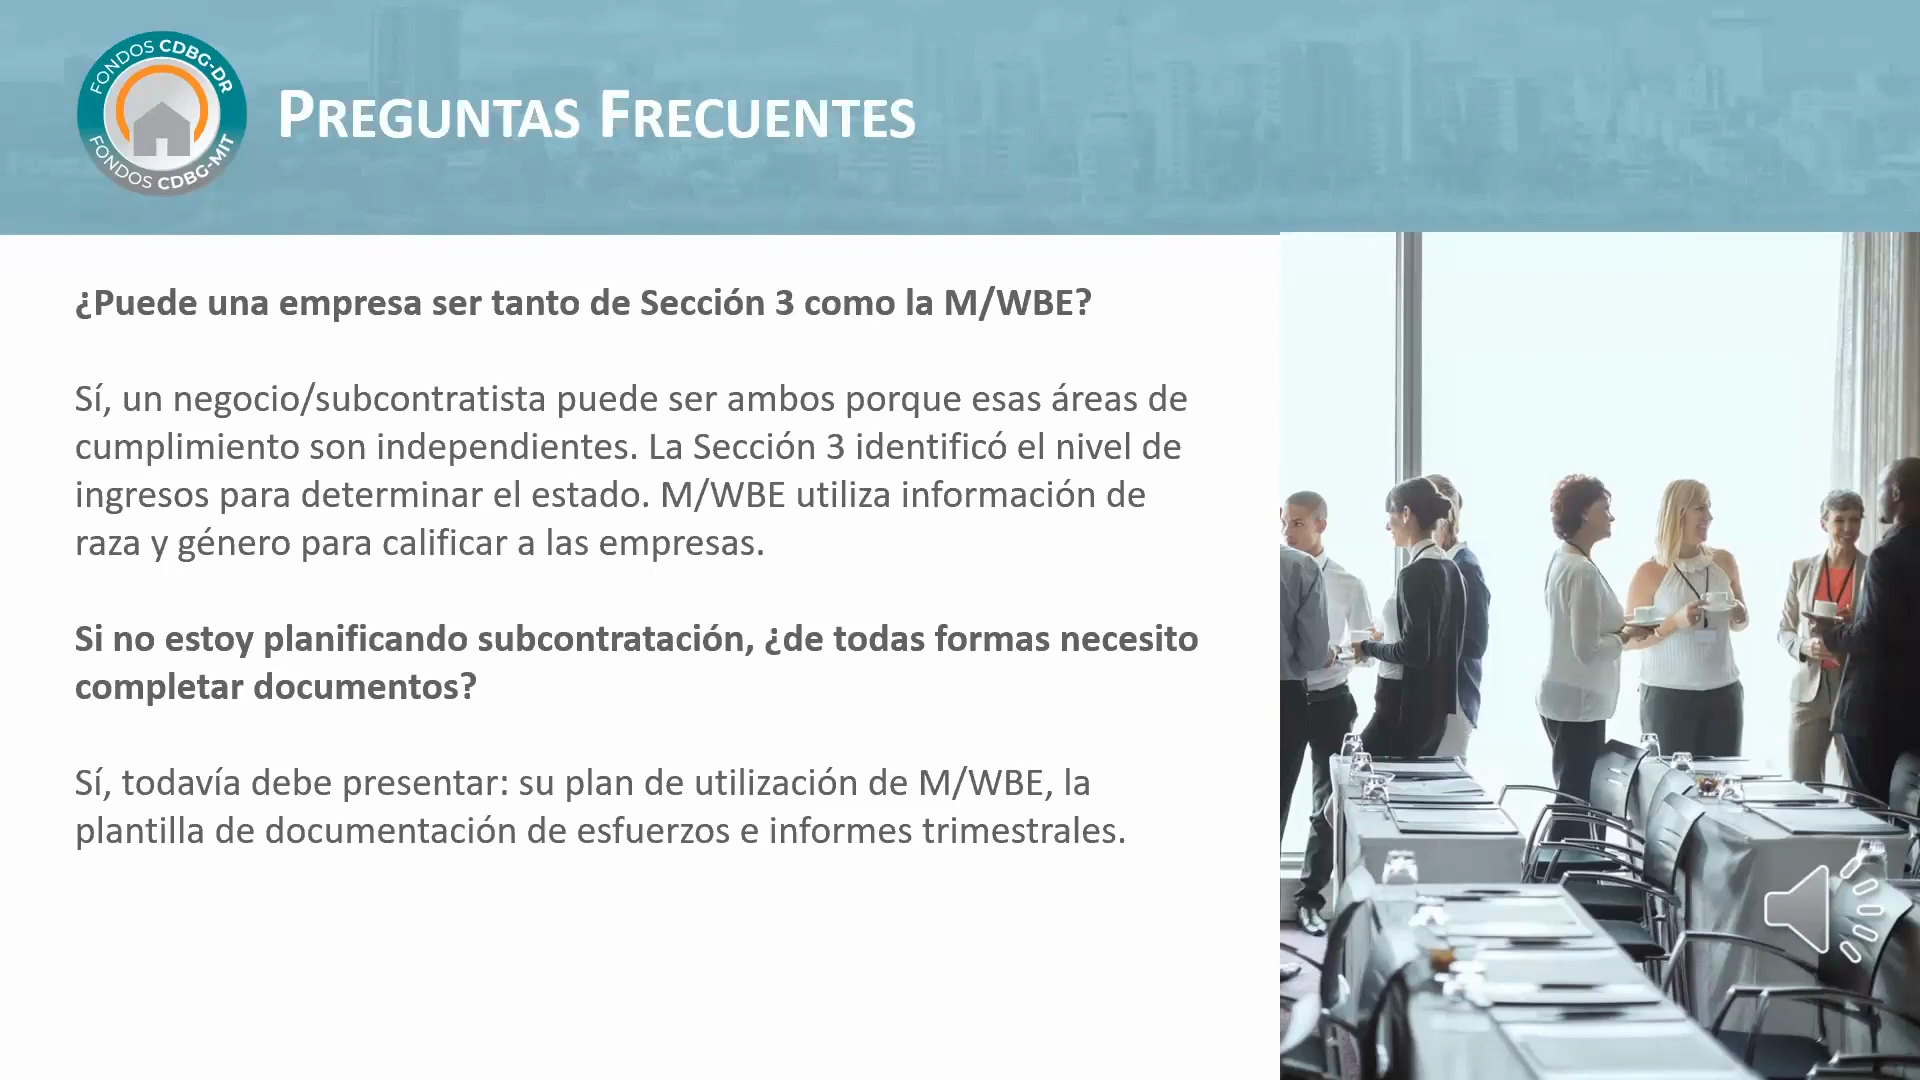 FONDOS CDBG-DR
FONDOS CDBG-MIT
PREGUNTAS FRECUENTES
¿Puede una empresa ser tanto de Sección 3 como la M/WBE?
Sí, un negocio/subcontratista puede ser ambos porque esas áreas de
cumplimiento son independientes. La Sección 3 identificó el nivel de
ingresos para determinar el estado. M/WBE utiliza información de
raza y género para calificar a las empresas.
Si no estoy planificando subcontratación, ¿de todas formas necesito
completar documentos?
Sí, todavía debe presentar: su plan de utilización de M/WBE, la
plantilla de documentación de esfuerzos e informes trimestrales.